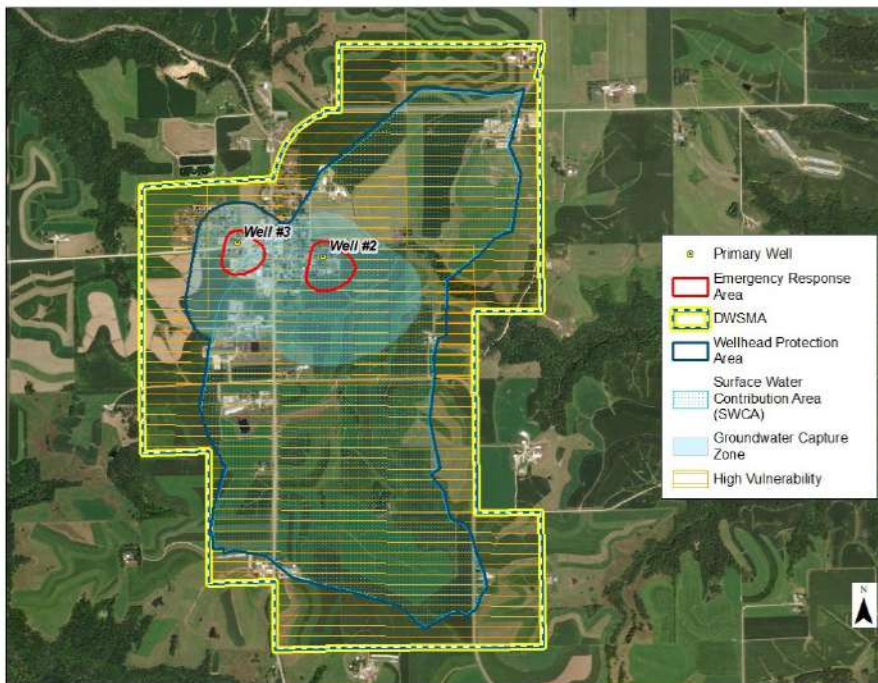 Well #3
Well #2
Primary Well
Emergency Response
Area
DWSMA
Wellhead Protection
Area
Surface Water
Contribution Area
(SWCA)
Groundwater Capture
Zone
High Vulnerability
N